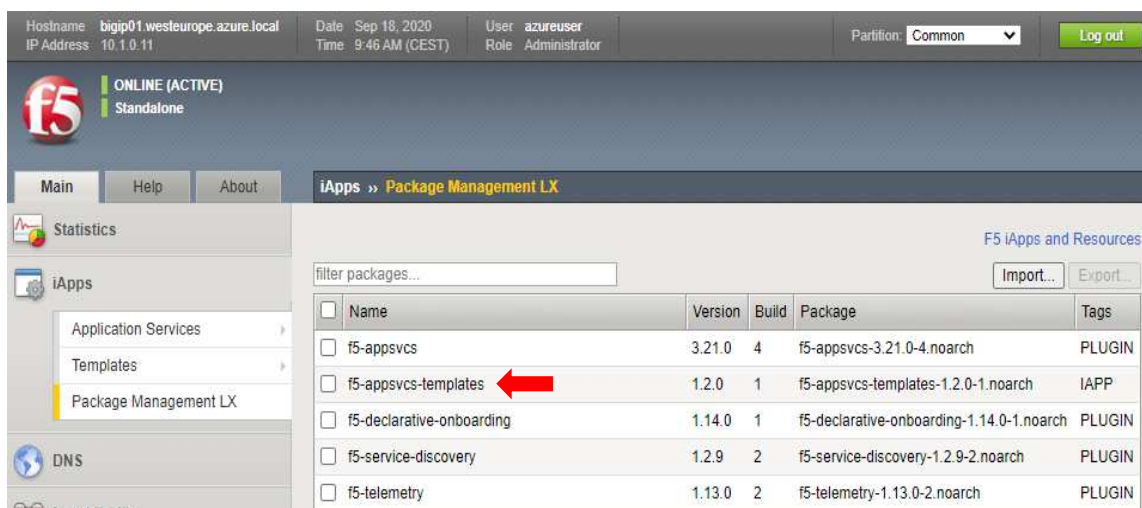 Hostname bigip01.westeurope.azure.local Date Sep 18, 2020 User azureuser
IP Address 10.1.0.11 Time 9:46 AM (CEST) Role Administrator
Partition: Common Log out
f5
ONLINE (ACTIVE)
Standalone
Main Help About
iApps ›› Package Management LX
Statistics
iApps
Application Services
Templates
Package Management LX
DNS
F5 iApps and Resources
filter packages... Import... Export...
Name Version Build Package Tags
f5-appsvcs 3.21.0 4 f5-appsvcs-3.21.0-4.noarch PLUGIN
f5-appsvcs-templates 1.2.0 1 f5-appsvcs-templates-1.2.0-1.noarch IAPP
f5-declarative-onboarding 1.14.0 1 f5-declarative-onboarding-1.14.0-1.noarch PLUGIN
f5-service-discovery 1.2.9 2 f5-service-discovery-1.2.9-2.noarch PLUGIN
f5-telemetry 1.13.0 2 f5-telemetry-1.13.0-2.noarch PLUGIN